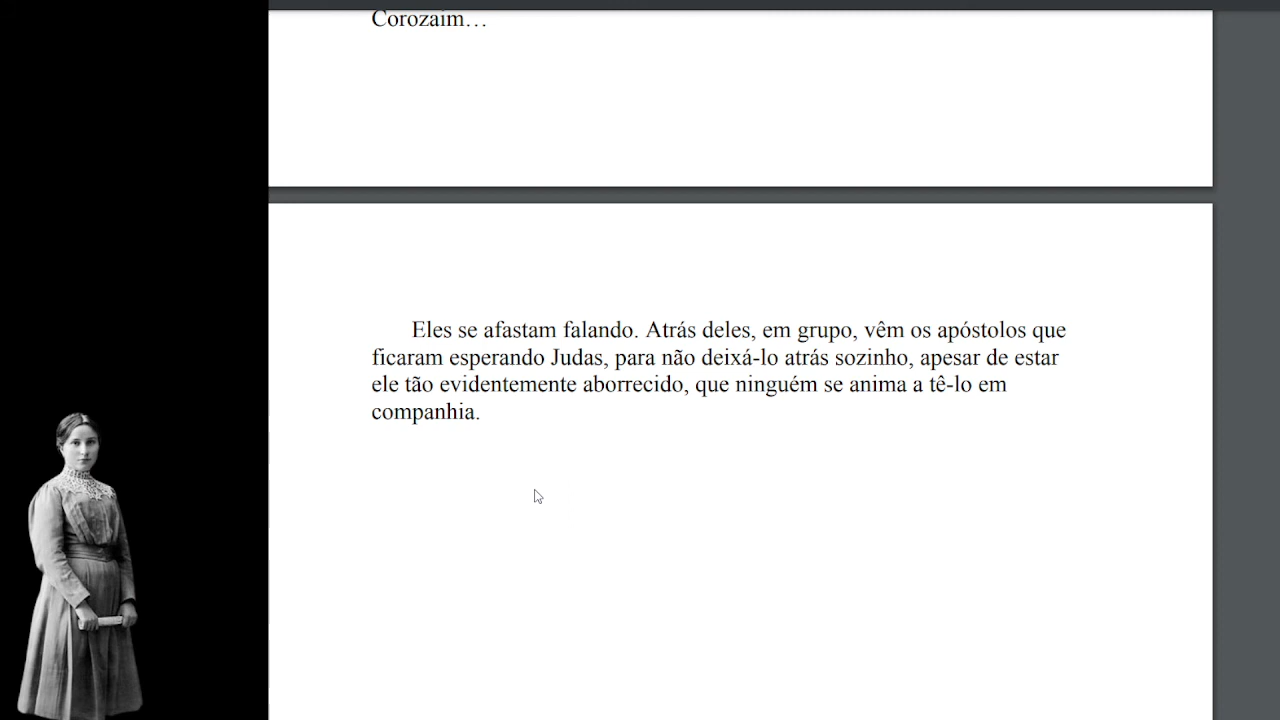 Corozaim…
Eles se afastam falando. Atrás deles, em grupo, vêm os apóstolos que
ficaram esperando Judas, para não deixá-lo atrás sozinho, apesar de estar
ele tão evidentemente aborrecido, que ninguém se anima a tê-lo em
companhia.